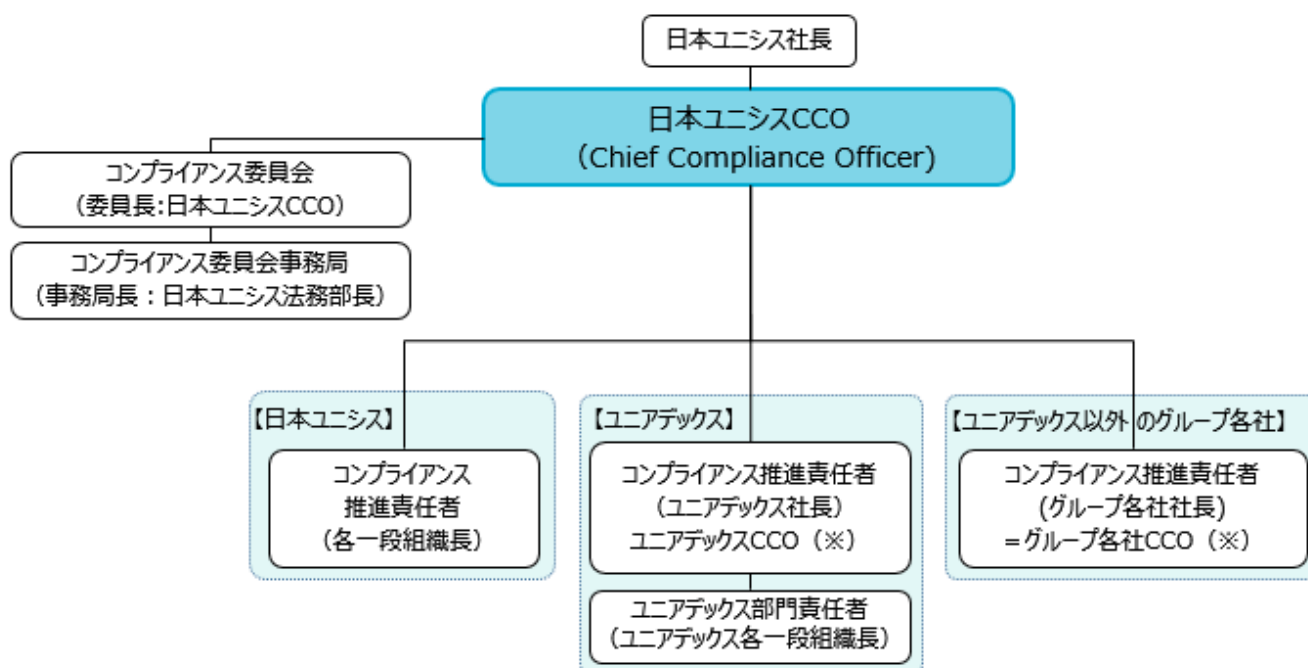 日本ユニシス社長
日本ユニシスCCO
（Chief Compliance Officer)
コンプライアンス委員会
（委員長:日本ユニシスCCO）
コンプライアンス委員会事務局
（事務局長：日本ユニシス法務部長）
【日本ユニシス】
コンプライアンス
推進責任者
（各一段組織長）
【ユニアデックス】
コンプライアンス推進責任者
（ユニアデックス社長）
ユニアデックスCCO（※）
ユニアデックス部門責任者
（ユニアデックス各一段組織長）
【ユニアデックス以外 のグループ各社】
コンプライアンス推進責任者
(グループ各社社長)
＝グループ各社CCO（※）